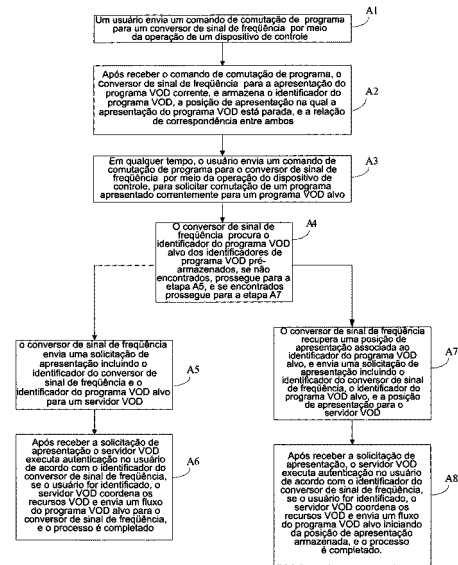 A1
Um usuário envia um comando de comutação de programa
para um conversor de sinal de freqüência por meio
da operação de um dispositivo de controle
Após receber o comando de comutação de programa, o
conversor de sinal de freqüência para a apresentação do
programa VOD corrente, e armazena o identificador do
programa VOD, a posição de apresentação na qual a
apresentação do programa VOD está parada, e a relação
de correspondência entre ambos
A2
Em qualquer tempo, o usuário envia um comando de
comutação de programa para o conversor de sinal de
freqüência por meio da operação do dispositivo de
controle, para solicitar comutação de um programa
apresentado correntemente para um programa VOD alvo
A3
O conversor de sinal de
freqüência procura o
identificador do programa VOD
alvo dos identificadores de
programa VOD pré-
armazenados, se não
encontrados, prossegue para a
etapa A5, e se encontrados
prossegue para a etapa A7
A4
o conversor de sinal de freqüência
envia uma solicitação de
apresentação incluindo o
identificador do conversor de
sinal de freqüência e o
identificador do programa VOD alvo
para um servidor VOD
A5
O conversor de sinal de freqüência
recupera uma posição de
apresentação associada ao
identificador do programa VOD
alvo, e envia uma solicitação de
apresentação incluindo o
identificador do conversor de sinal
de freqüência, o identificador do
programa VOD alvo, e a posição
de apresentação para o
servidor VOD
A7
Após receber a solicitação de
apresentação o servidor VOD
executa autenticação no usuário
de acordo com o identificador do
conversor de sinal de freqüência,
se o usuário for identificado, o
servidor VOD coordena os
recursos VOD e envia um fluxo
do programa VOD alvo para o
conversor de sinal de freqüência,
e o processo é completado
A6
Após receber a solicitação de
apresentação, o servidor VOD
executa autenticação no usuário
de acordo com o identificador do
conversor de sinal de freqüência,
se o usuário for identificado, o
servidor VOD coordena os
recursos VOD e envia um fluxo
do programa VOD alvo iniciando
da posição de apresentação
armazenada, e o processo
é completado.
A8